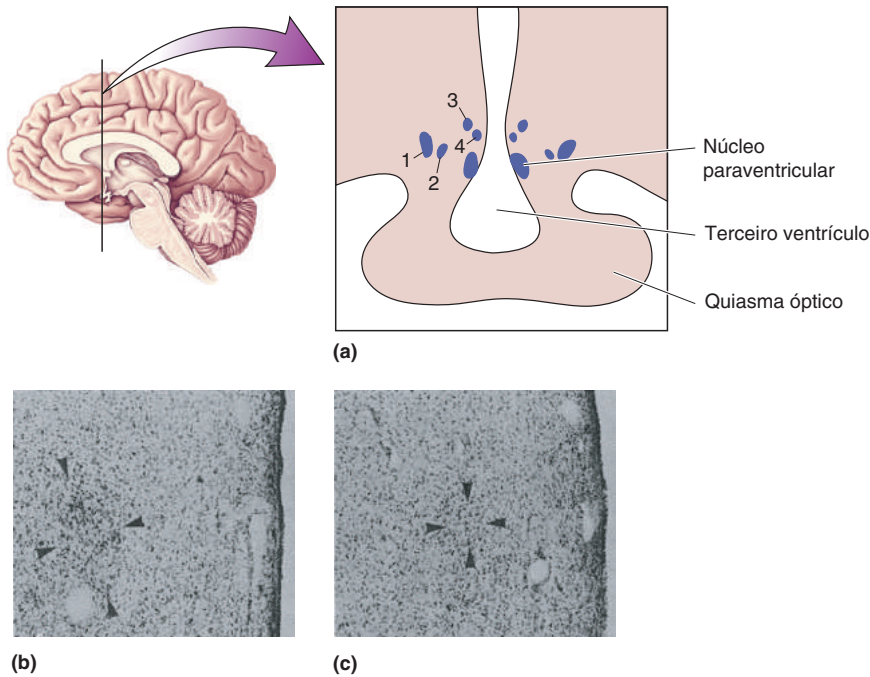 3
4
1
2
Núcleo
paraventricular
Terceiro ventrículo
Quiasma óptico
(a)
(b)
(c)